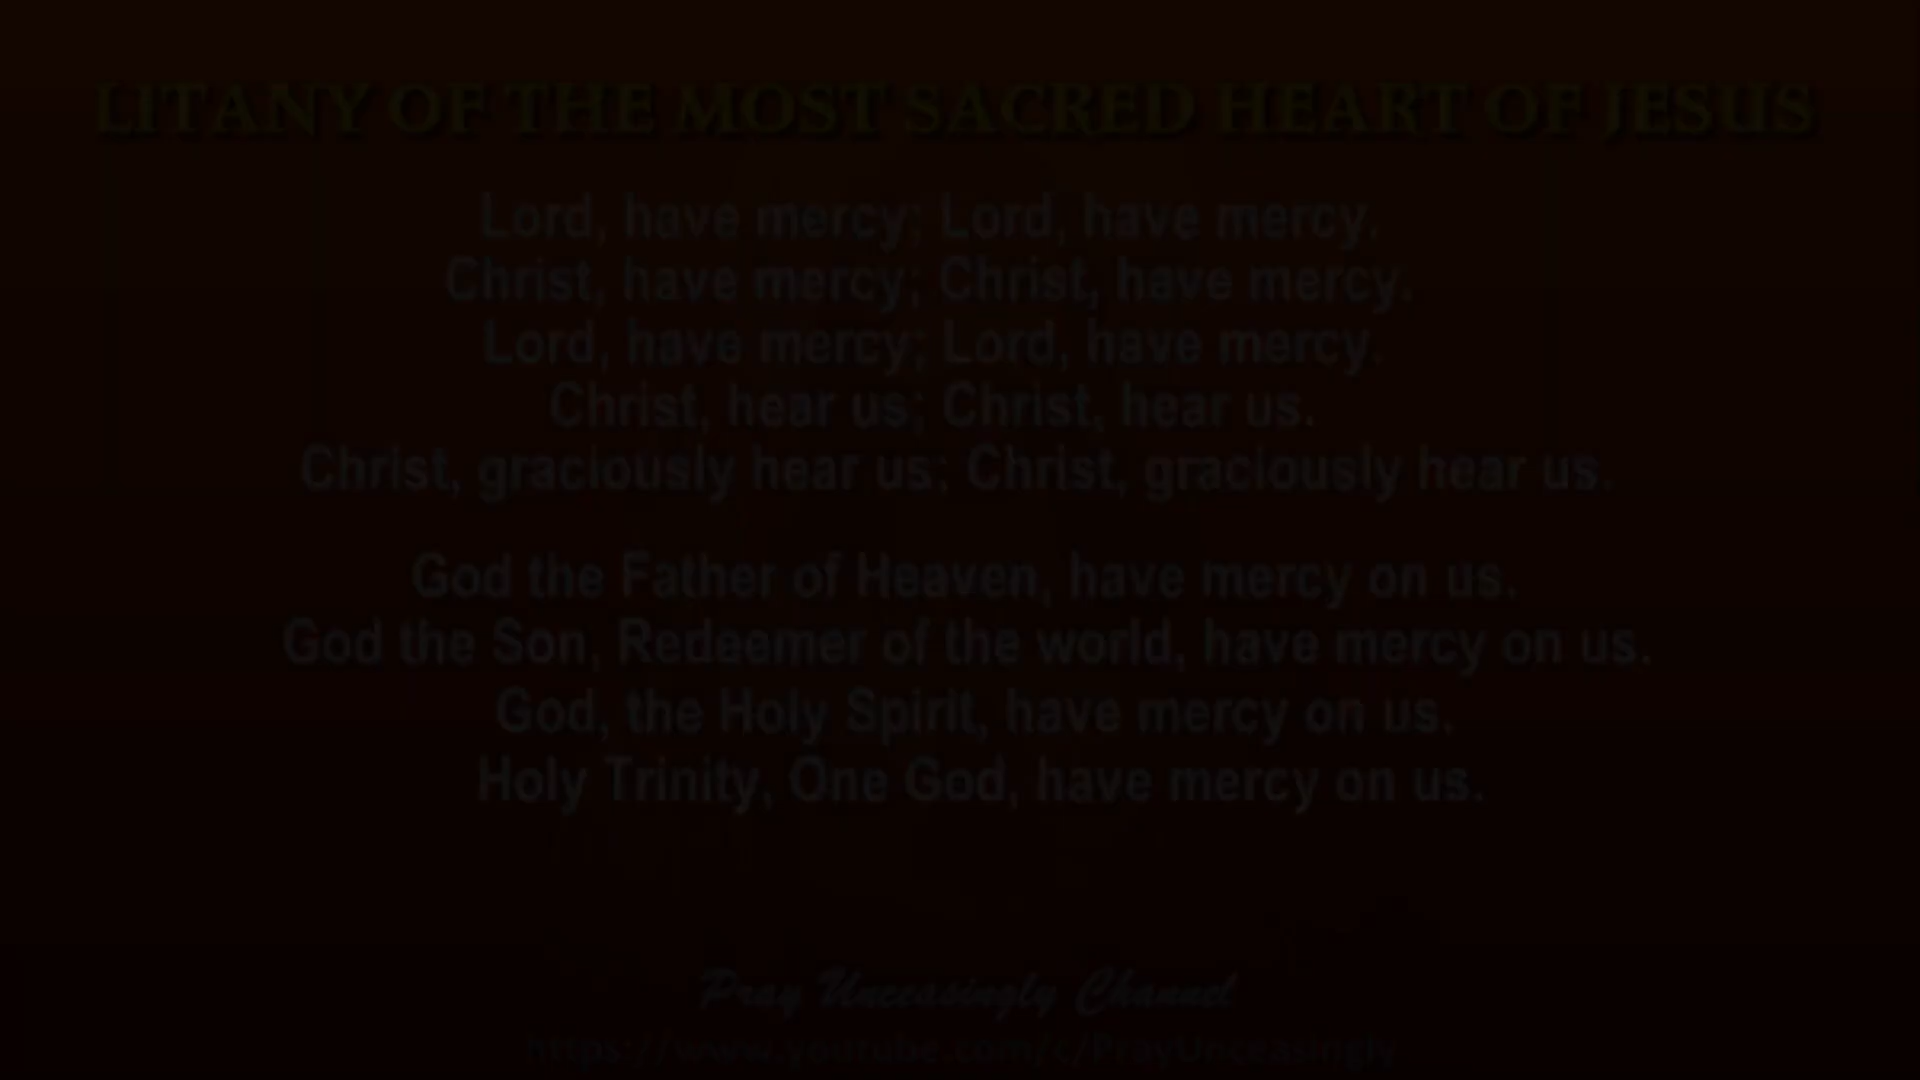 LITANY OF THE MOST SACRED HEART OF JESUS
Lord, have mercy; Lord, have mercy.
Christ, have mercy; Christ, have mercy.
Lord, have mercy; Lord, have mercy.
Christ, hear us; Christ, hear us.
Christ, graciously hear us; Christ, graciously hear us.
God the Father of Heaven, have mercy on us.
God the Son, Redeemer of the world, have mercy on us.
God, the Holy Spirit, have mercy on us.
Holy Trinity, One God, have mercy on us.
Pray Unceasingly Channel
https://www.youtube.com/c/PrayUnceasingly